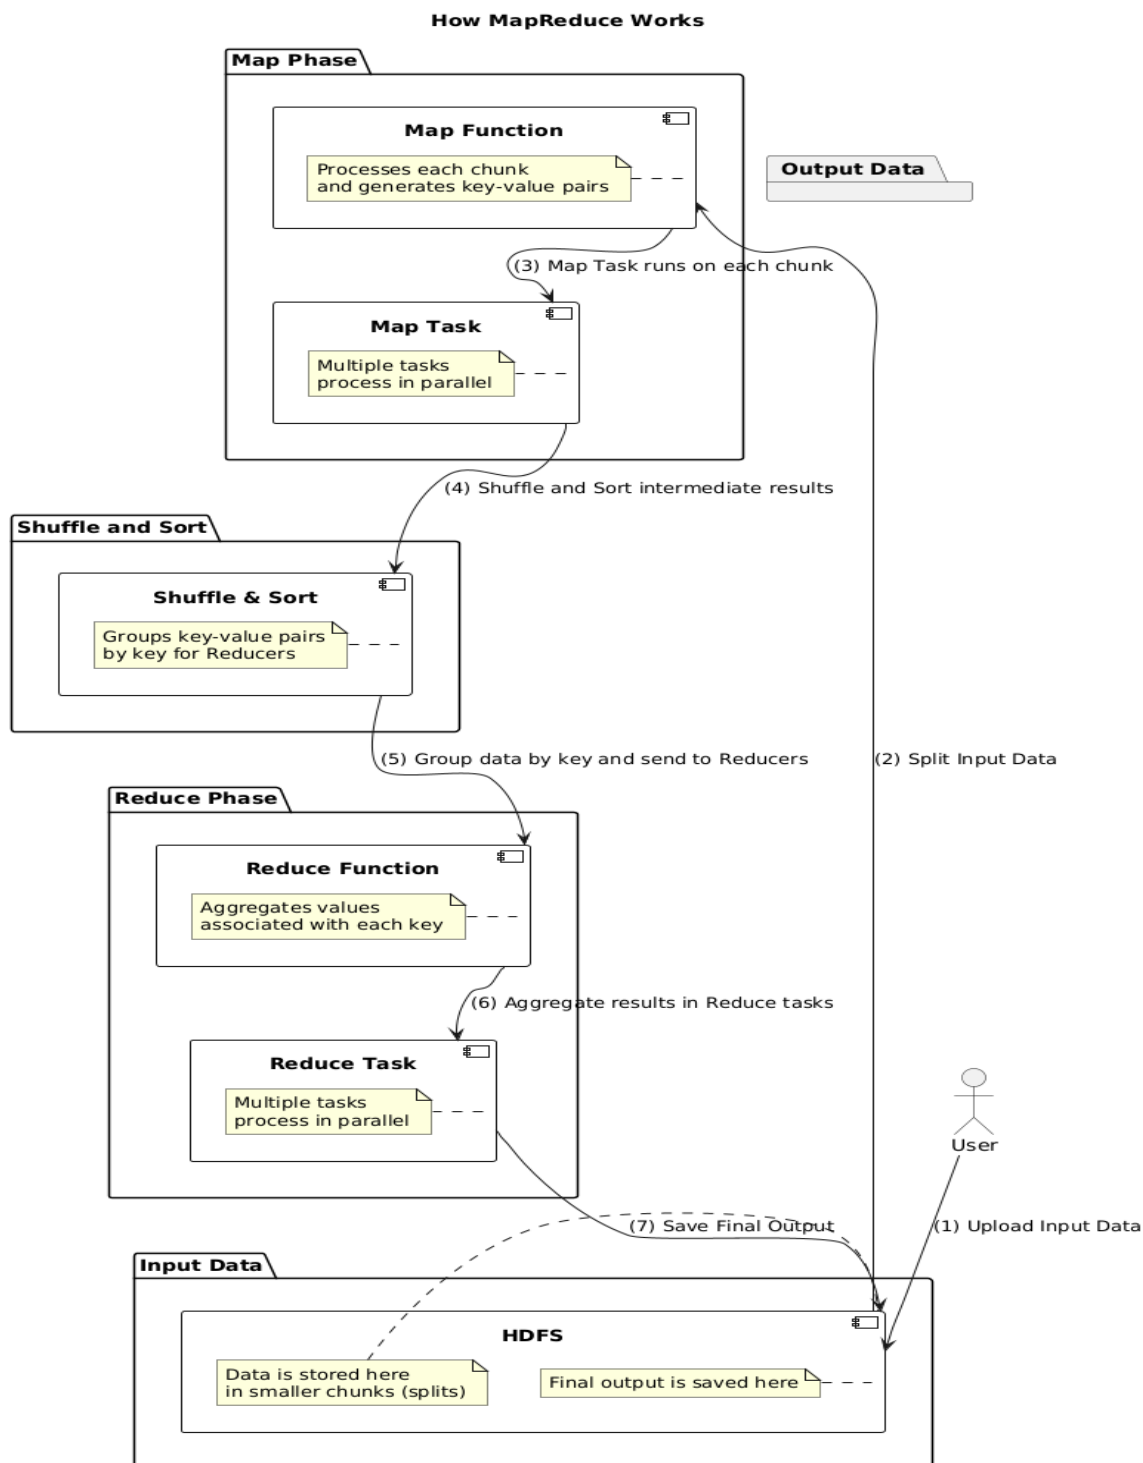 How MapReduce Works
Map Phase
Map Function
Processes each chunk
and generates key-value pairs
Output Data
(3) Map Task runs on each chunk
Map Task
Multiple tasks
process in parallel
(4) Shuffle and Sort intermediate results
Shuffle and Sort
Shuffle & Sort
Groups key-value pairs
by key for Reducers
(5) Group data by key and send to Reducers
(2) Split Input Data
Reduce Phase
Reduce Function
Aggregates values
associated with each key
(6) Aggregate results in Reduce tasks
Reduce Task
Multiple tasks
process in parallel
User
(7) Save Final Output
(1) Upload Input Data
Input Data
HDFS
Data is stored here
in smaller chunks (splits)
Final output is saved here